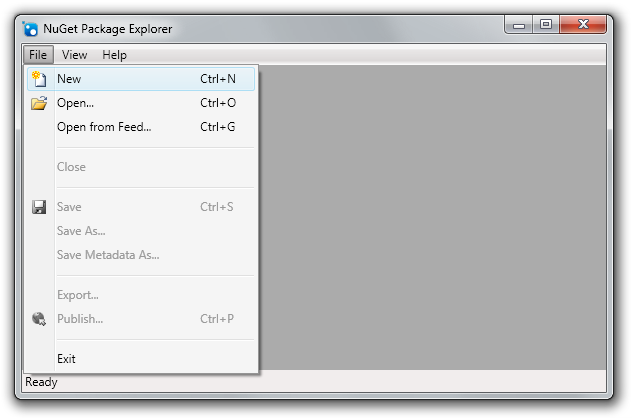 NuGet Package Explorer
File View Help
New Ctrl+N
Open... Ctrl+O
Open from Feed... Ctrl+G
Close
Save Ctrl+S
Save As...
Save Metadata As...
Export...
Publish... Ctrl+P
Exit
Ready